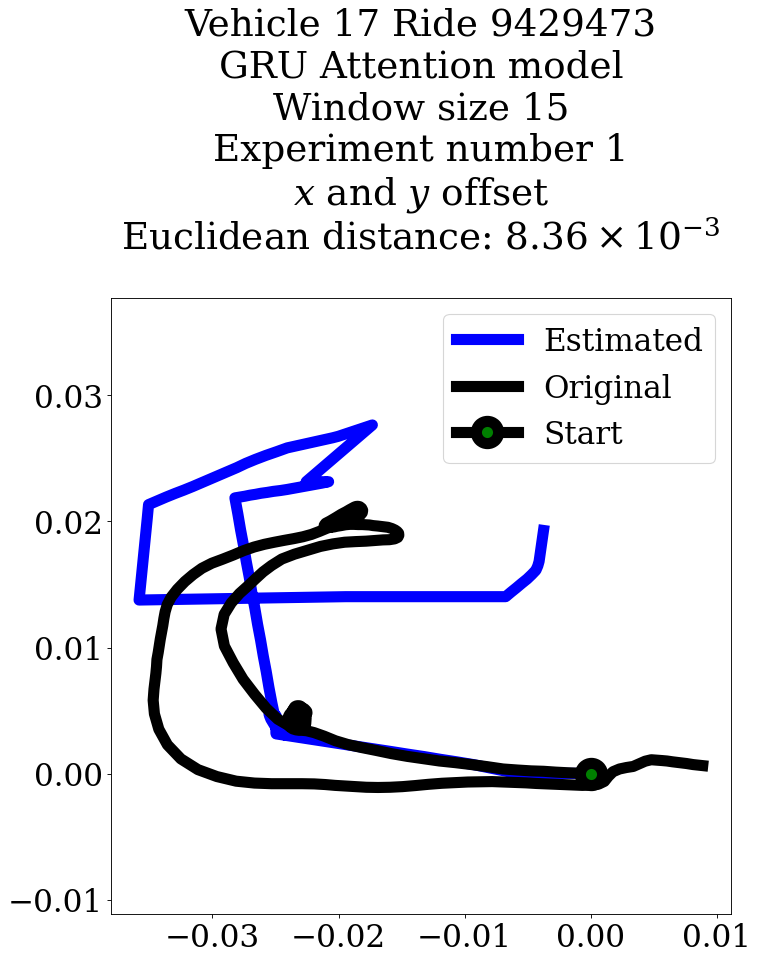 Vehicle 17 Ride 9429473
GRU Attention model
Window size 15
Experiment number 1
x and y offset
Euclidean distance: 8.36 × 10⁻³
Estimated
Original
Start
0.03
0.02
0.01
0.00
−0.01
−0.03 −0.02 −0.01 0.00 0.01